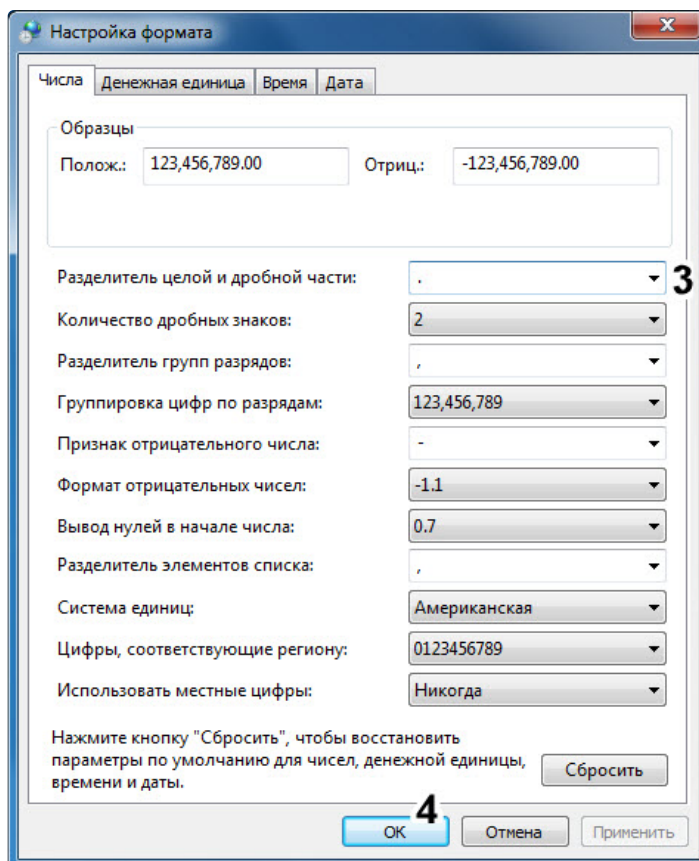 Настройка формата
Числа Денежная единица Время Дата
Образцы
Полож.: 123,456,789.00 Отриц.: -123,456,789.00
Разделитель целой и дробной части: . 3
Количество дробных знаков: 2
Разделитель групп разрядов: ,
Группировка цифр по разрядам: 123,456,789
Признак отрицательного числа: -
Формат отрицательных чисел: -1.1
Вывод нулей в начале числа: 0.7
Разделитель элементов списка: ,
Система единиц: Американская
Цифры, соответствующие региону: 0123456789
Использовать местные цифры: Никогда
Нажмите кнопку "Сбросить", чтобы восстановить
параметры по умолчанию для чисел, денежной единицы,
времени и даты.
Сбросить
4
ОК Отмена Применить